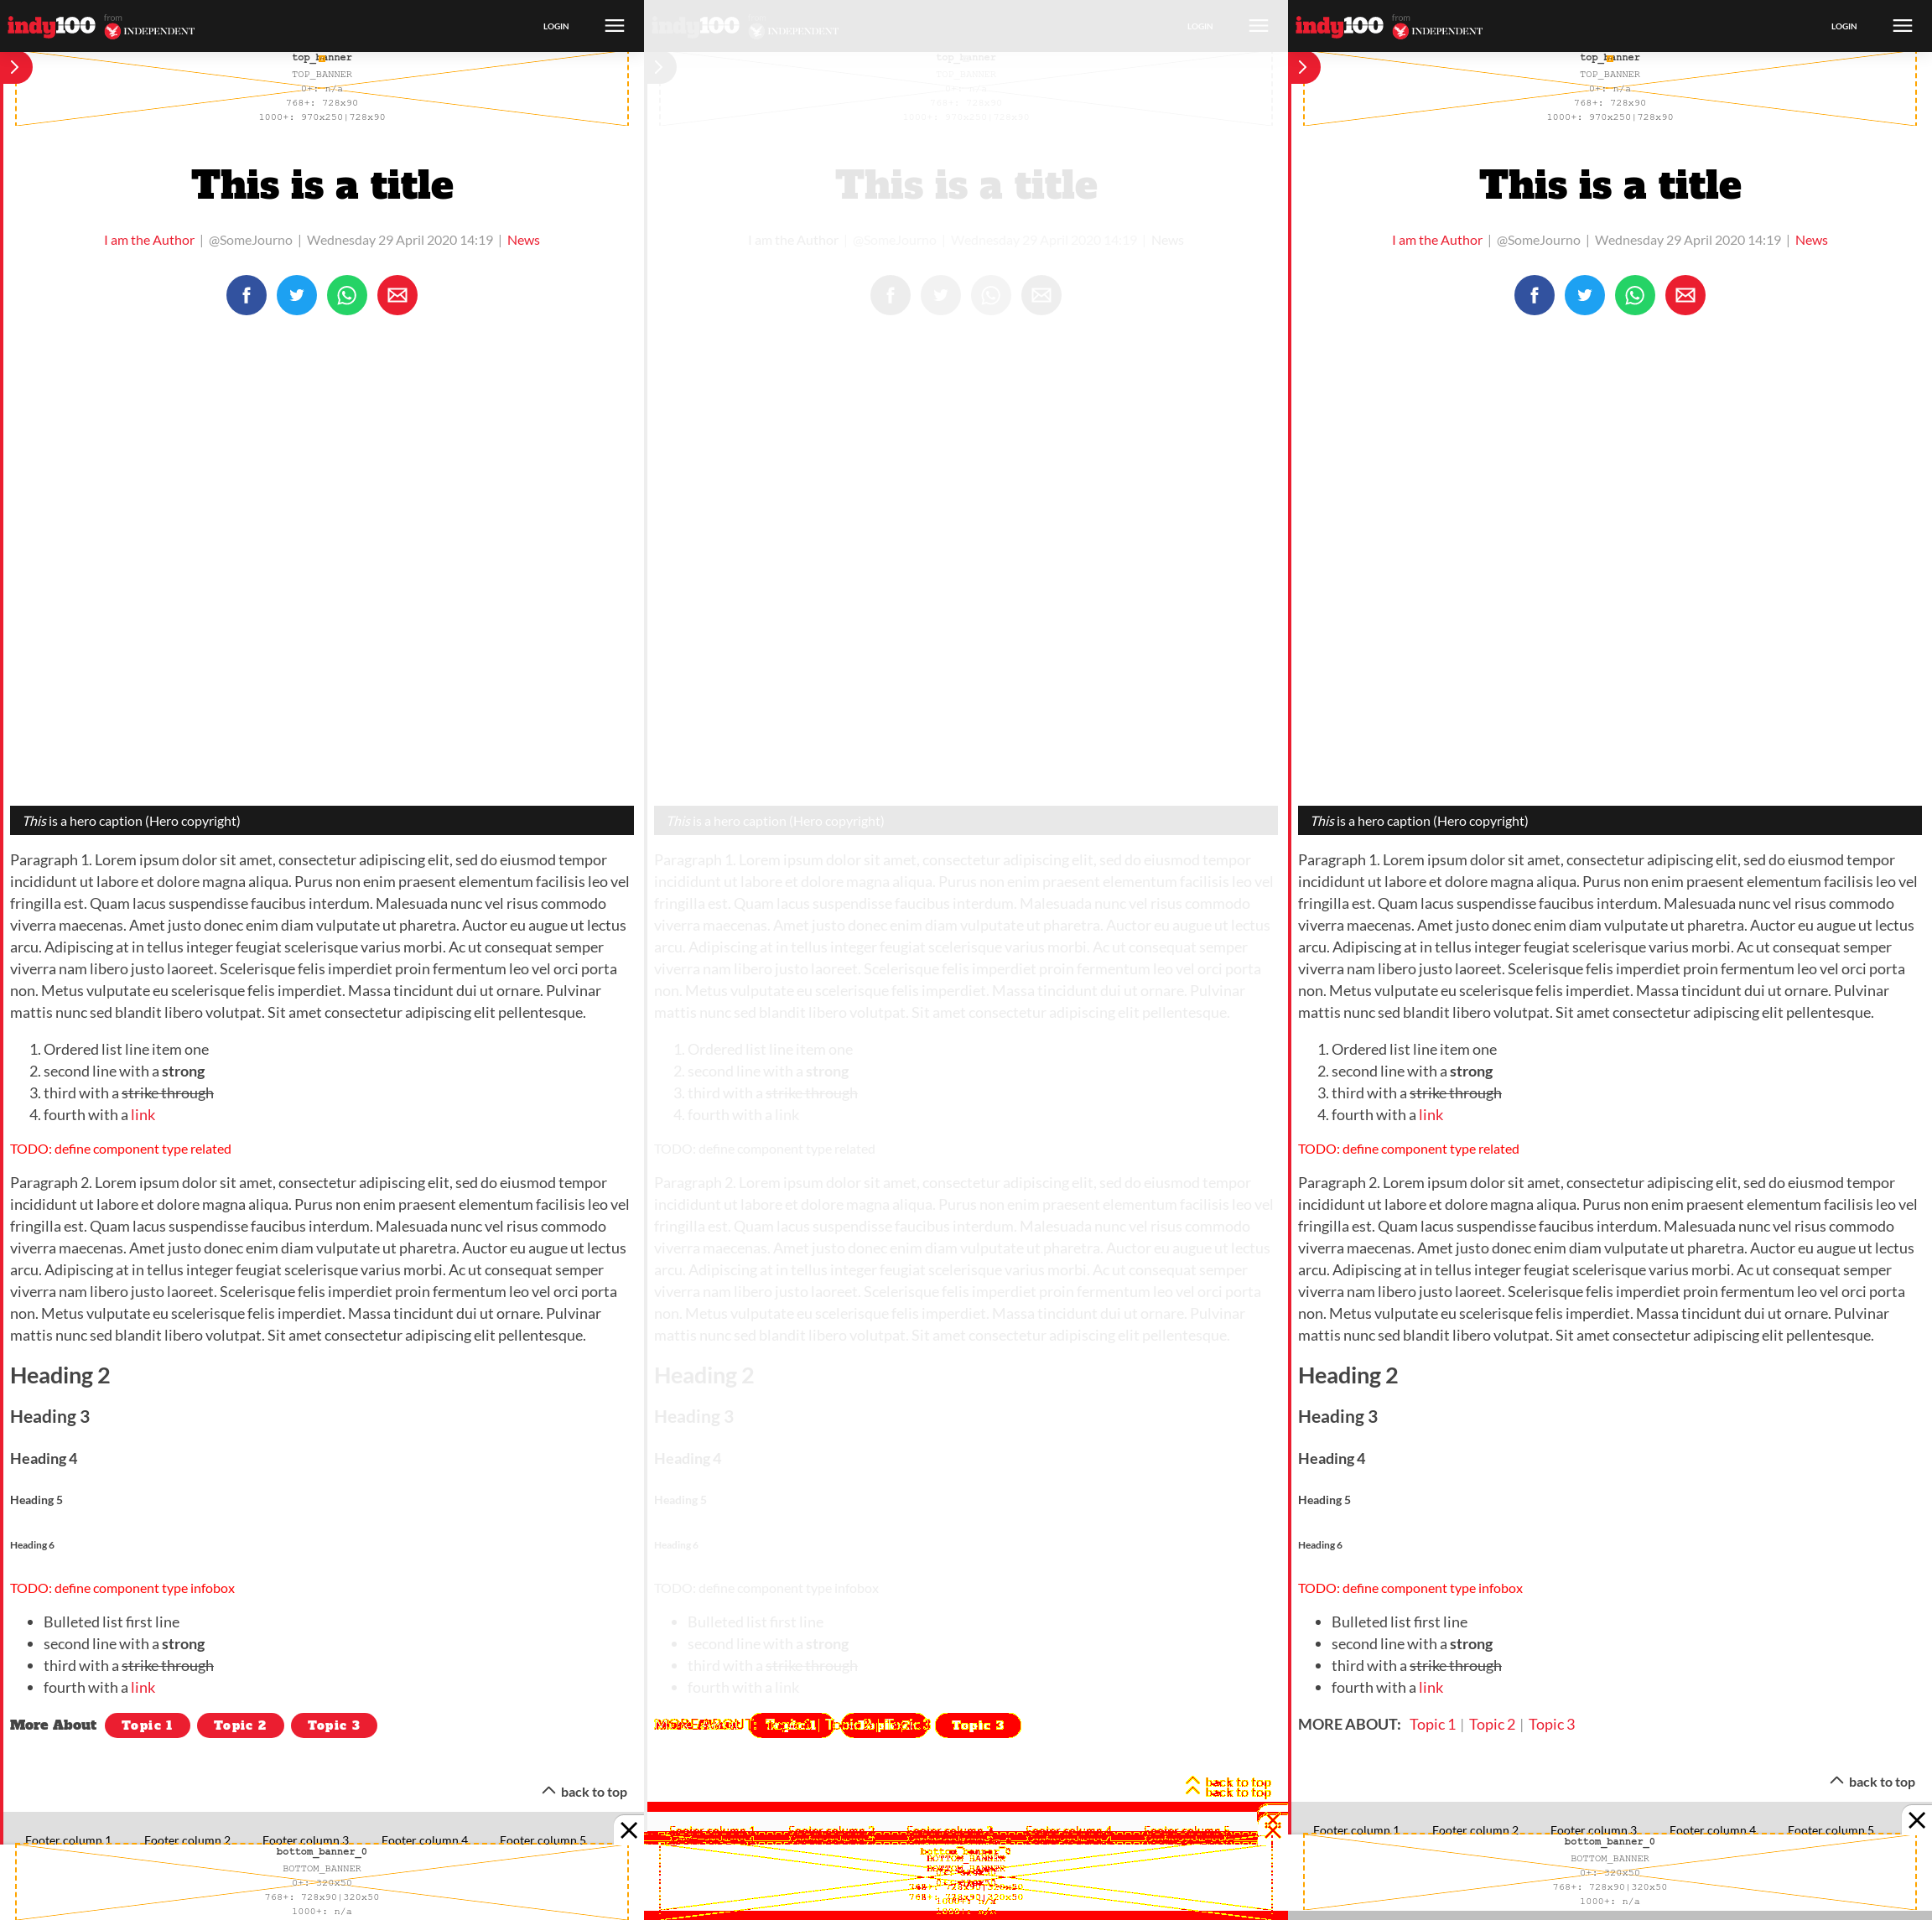 indy100 from INDEPENDENT LOGIN
top_banner
TOP_BANNER
0+: n/a
768+: 728x90
1000+: 970x250|728x90
This is a title
I am the Author | @SomeJourno | Wednesday 29 April 2020 14:19 | News
This is a hero caption (Hero copyright)
Paragraph 1. Lorem ipsum dolor sit amet, consectetur adipiscing elit, sed do eiusmod tempor
incididunt ut labore et dolore magna aliqua. Purus non enim praesent elementum facilisis leo vel
fringilla est. Quam lacus suspendisse faucibus interdum. Malesuada nunc vel risus commodo
viverra maecenas. Amet justo donec enim diam vulputate ut pharetra. Auctor eu augue ut lectus
arcu. Adipiscing at in tellus integer feugiat scelerisque varius morbi. Ac ut consequat semper
viverra nam libero justo laoreet. Scelerisque felis imperdiet proin fermentum leo vel orci porta
non. Metus vulputate eu scelerisque felis imperdiet. Massa tincidunt dui ut ornare. Pulvinar
mattis nunc sed blandit libero volutpat. Sit amet consectetur adipiscing elit pellentesque.
1. Ordered list line item one
2. second line with a strong
3. third with a strike through
4. fourth with a link
TODO: define component type related
Paragraph 2. Lorem ipsum dolor sit amet, consectetur adipiscing elit, sed do eiusmod tempor
incididunt ut labore et dolore magna aliqua. Purus non enim praesent elementum facilisis leo vel
fringilla est. Quam lacus suspendisse faucibus interdum. Malesuada nunc vel risus commodo
viverra maecenas. Amet justo donec enim diam vulputate ut pharetra. Auctor eu augue ut lectus
arcu. Adipiscing at in tellus integer feugiat scelerisque varius morbi. Ac ut consequat semper
viverra nam libero justo laoreet. Scelerisque felis imperdiet proin fermentum leo vel orci porta
non. Metus vulputate eu scelerisque felis imperdiet. Massa tincidunt dui ut ornare. Pulvinar
mattis nunc sed blandit libero volutpat. Sit amet consectetur adipiscing elit pellentesque.
Heading 2
Heading 3
Heading 4
Heading 5
Heading 6
TODO: define component type infobox
• Bulleted list first line
• second line with a strong
• third with a strike through
• fourth with a link
More About Topic 1 Topic 2 Topic 3
back to top
Footer column 1 Footer column 2 Footer column 3 Footer column 4 Footer column 5
bottom_banner_0
BOTTOM_BANNER
0+: 320x50
768+: 728x90|320x50
1000+: n/a
indy100 INDEPENDENT LOGIN
top_banner
TOP_BANNER
0+: n/a
768+: 728x90
1000+: 970x250|728x90
This is a title
I am the Author | @SomeJourno | Wednesday 29 April 2020 14:19 | News
This is a hero caption (Hero copyright)
Paragraph 1. Lorem ipsum dolor sit amet, consectetur adipiscing elit, sed do eiusmod tempor
incididunt ut labore et dolore magna aliqua. Purus non enim praesent elementum facilisis leo vel
fringilla est. Quam lacus suspendisse faucibus interdum. Malesuada nunc vel risus commodo
viverra maecenas. Amet justo donec enim diam vulputate ut pharetra. Auctor eu augue ut lectus
arcu. Adipiscing at in tellus integer feugiat scelerisque varius morbi. Ac ut consequat semper
viverra nam libero justo laoreet. Scelerisque felis imperdiet proin fermentum leo vel orci porta
non. Metus vulputate eu scelerisque felis imperdiet. Massa tincidunt dui ut ornare. Pulvinar
mattis nunc sed blandit libero volutpat. Sit amet consectetur adipiscing elit pellentesque.
1. Ordered list line item one
2. second line with a strong
3. third with a strike through
4. fourth with a link
TODO: define component type related
Paragraph 2. Lorem ipsum dolor sit amet, consectetur adipiscing elit, sed do eiusmod tempor
incididunt ut labore et dolore magna aliqua. Purus non enim praesent elementum facilisis leo vel
fringilla est. Quam lacus suspendisse faucibus interdum. Malesuada nunc vel risus commodo
viverra maecenas. Amet justo donec enim diam vulputate ut pharetra. Auctor eu augue ut lectus
arcu. Adipiscing at in tellus integer feugiat scelerisque varius morbi. Ac ut consequat semper
viverra nam libero justo laoreet. Scelerisque felis imperdiet proin fermentum leo vel orci porta
non. Metus vulputate eu scelerisque felis imperdiet. Massa tincidunt dui ut ornare. Pulvinar
mattis nunc sed blandit libero volutpat. Sit amet consectetur adipiscing elit pellentesque.
Heading 2
Heading 3
Heading 4
Heading 5
Heading 6
TODO: define component type infobox
• Bulleted list first line
• second line with a strong
• third with a strike through
• fourth with a link
Topic 3
back to top
back to top
indy100 from INDEPENDENT LOGIN
top_banner
TOP_BANNER
0+: n/a
768+: 728x90
1000+: 970x250|728x90
This is a title
I am the Author | @SomeJourno | Wednesday 29 April 2020 14:19 | News
This is a hero caption (Hero copyright)
Paragraph 1. Lorem ipsum dolor sit amet, consectetur adipiscing elit, sed do eiusmod tempor
incididunt ut labore et dolore magna aliqua. Purus non enim praesent elementum facilisis leo vel
fringilla est. Quam lacus suspendisse faucibus interdum. Malesuada nunc vel risus commodo
viverra maecenas. Amet justo donec enim diam vulputate ut pharetra. Auctor eu augue ut lectus
arcu. Adipiscing at in tellus integer feugiat scelerisque varius morbi. Ac ut consequat semper
viverra nam libero justo laoreet. Scelerisque felis imperdiet proin fermentum leo vel orci porta
non. Metus vulputate eu scelerisque felis imperdiet. Massa tincidunt dui ut ornare. Pulvinar
mattis nunc sed blandit libero volutpat. Sit amet consectetur adipiscing elit pellentesque.
1. Ordered list line item one
2. second line with a strong
3. third with a strike through
4. fourth with a link
TODO: define component type related
Paragraph 2. Lorem ipsum dolor sit amet, consectetur adipiscing elit, sed do eiusmod tempor
incididunt ut labore et dolore magna aliqua. Purus non enim praesent elementum facilisis leo vel
fringilla est. Quam lacus suspendisse faucibus interdum. Malesuada nunc vel risus commodo
viverra maecenas. Amet justo donec enim diam vulputate ut pharetra. Auctor eu augue ut lectus
arcu. Adipiscing at in tellus integer feugiat scelerisque varius morbi. Ac ut consequat semper
viverra nam libero justo laoreet. Scelerisque felis imperdiet proin fermentum leo vel orci porta
non. Metus vulputate eu scelerisque felis imperdiet. Massa tincidunt dui ut ornare. Pulvinar
mattis nunc sed blandit libero volutpat. Sit amet consectetur adipiscing elit pellentesque.
Heading 2
Heading 3
Heading 4
Heading 5
Heading 6
TODO: define component type infobox
• Bulleted list first line
• second line with a strong
• third with a strike through
• fourth with a link
MORE ABOUT: Topic 1 | Topic 2 | Topic 3
back to top
Footer column 1 Footer column 2 Footer column 3 Footer column 4 Footer column 5
bottom_banner_0
BOTTOM_BANNER
0+: 320x50
768+: 728x90|320x50
1000+: n/a